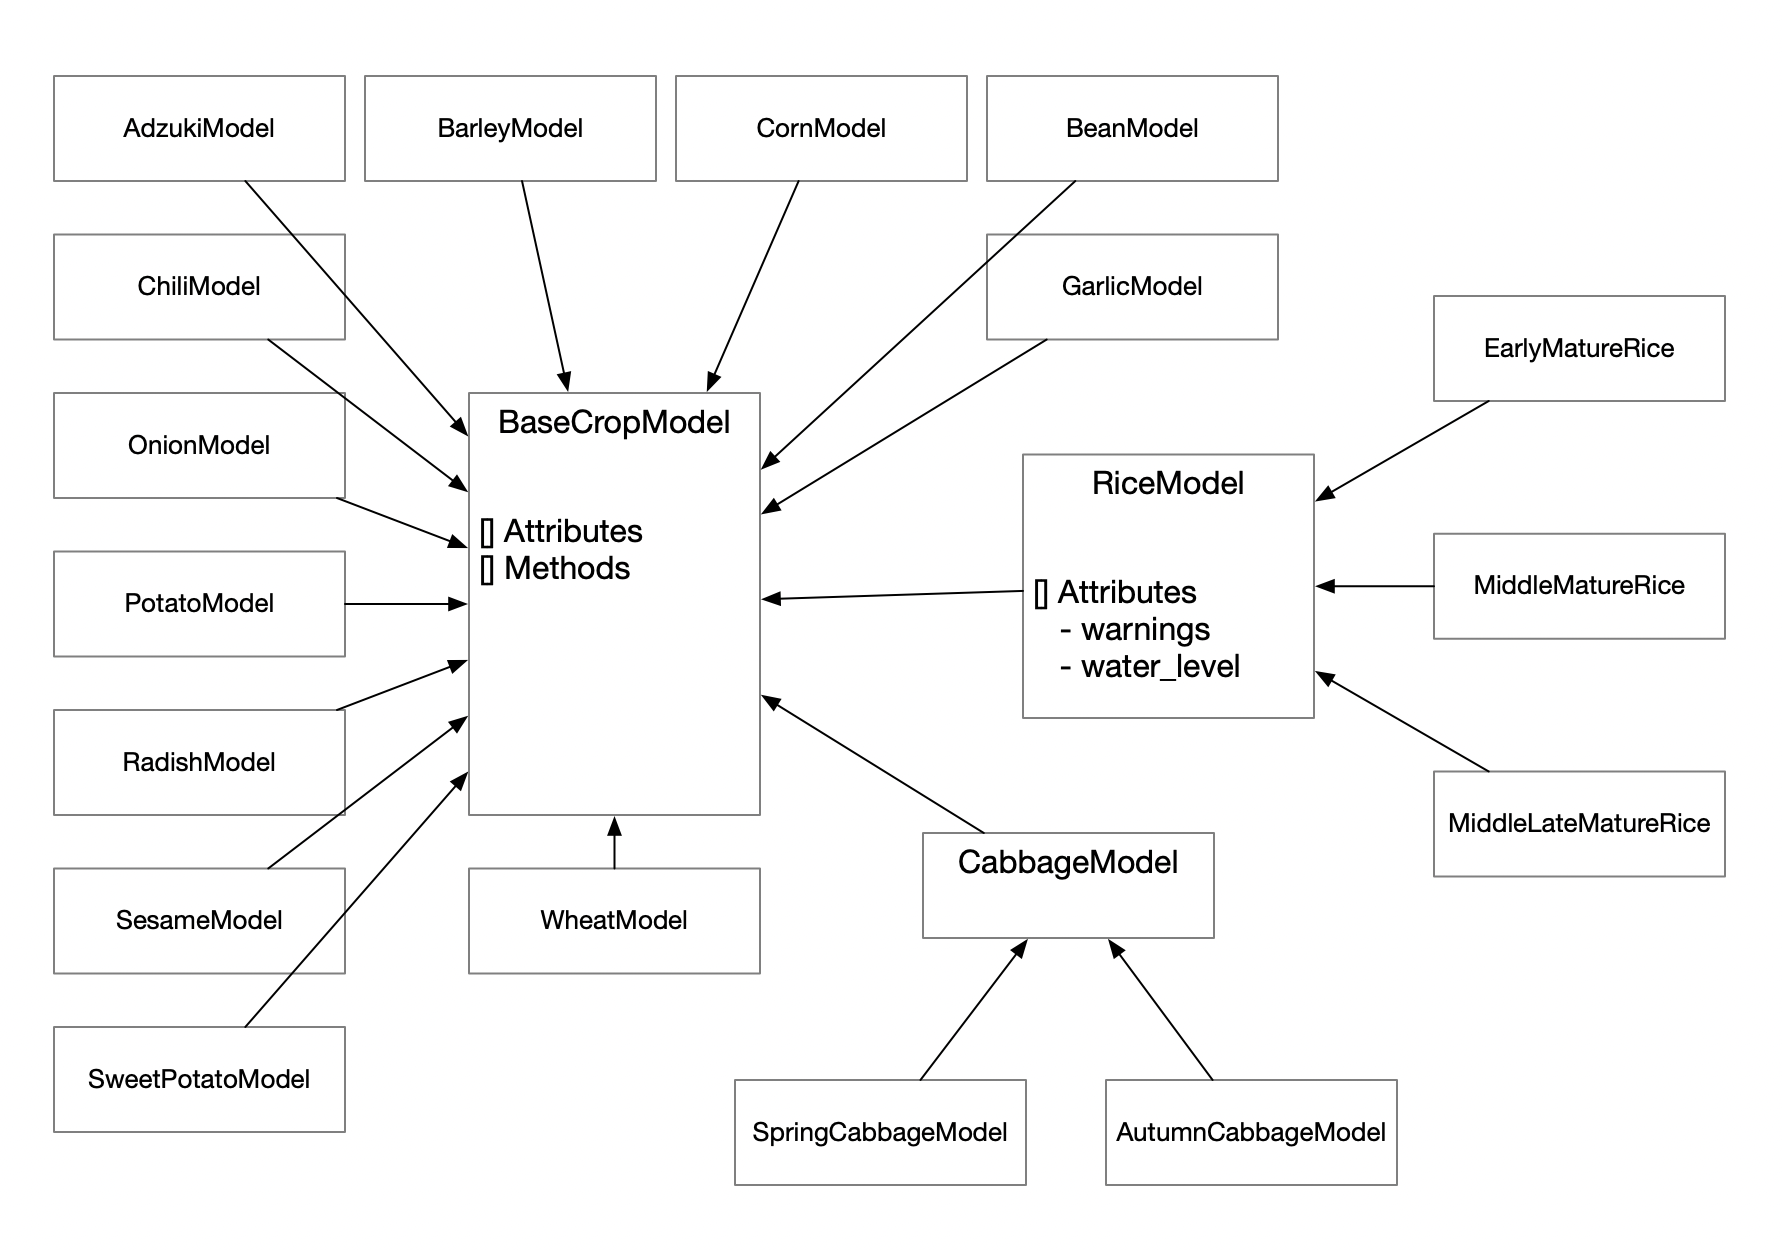 AdzukiModel
BarleyModel
CornModel
BeanModel
ChiliModel
GarlicModel
EarlyMatureRice
OnionModel
BaseCropModel
[] Attributes
[] Methods
RiceModel
[] Attributes
- warnings
- water_level
PotatoModel
MiddleMatureRice
RadishModel
MiddleLateMatureRice
CabbageModel
SesameModel
WheatModel
SweetPotatoModel
SpringCabbageModel
AutumnCabbageModel